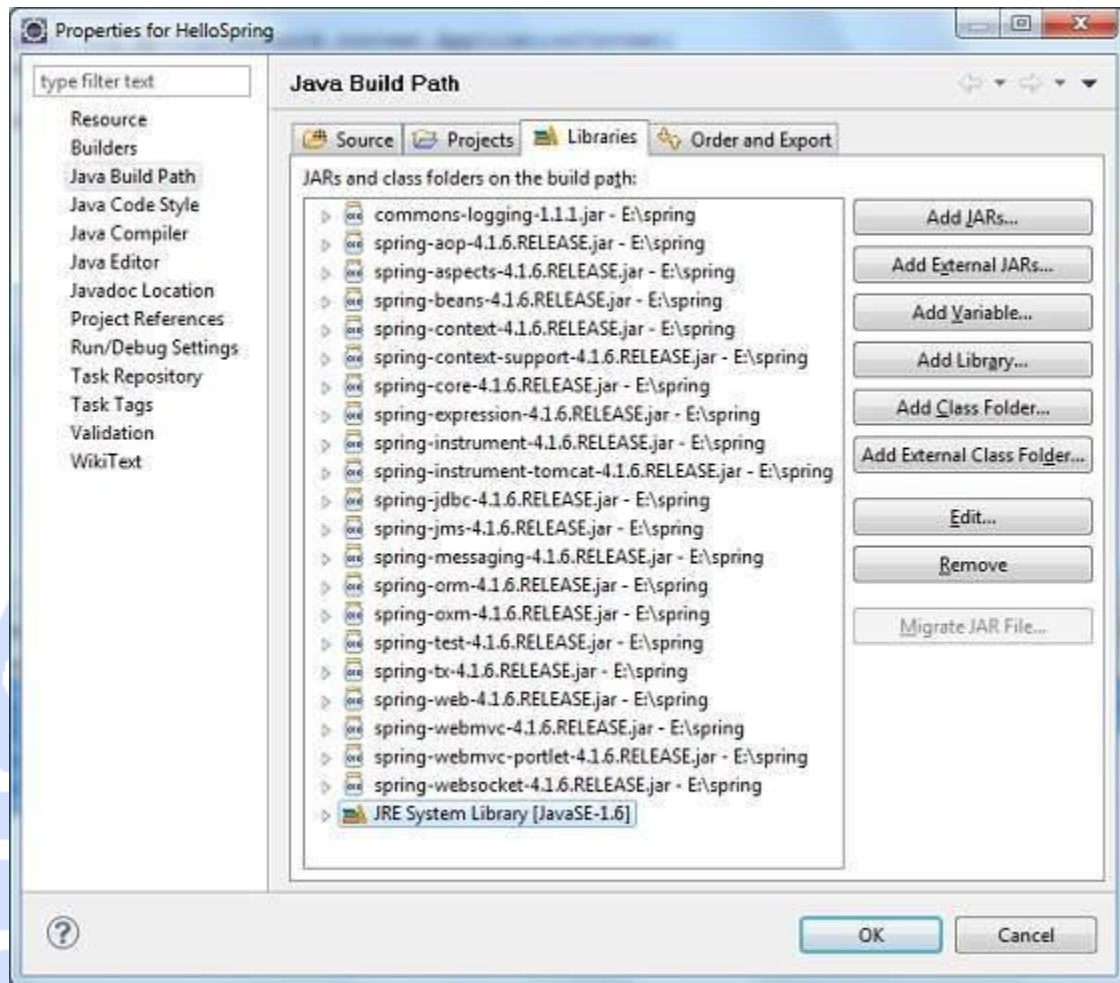 Properties for HelloSpring
type filter text
Resource
Builders
Java Build Path
Java Code Style
Java Compiler
Java Editor
Javadoc Location
Project References
Run/Debug Settings
Task Repository
Task Tags
Validation
WikiText
Java Build Path
Source
Projects
Libraries
Order and Export
JARs and class folders on the build path:
commons-logging-1.1.1.jar - E:\spring
spring-aop-4.1.6.RELEASE.jar - E:\spring
spring-aspects-4.1.6.RELEASE.jar - E:\spring
spring-beans-4.1.6.RELEASE.jar - E:\spring
spring-context-4.1.6.RELEASE.jar - E:\spring
spring-context-support-4.1.6.RELEASE.jar - E:\spring
spring-core-4.1.6.RELEASE.jar - E:\spring
spring-expression-4.1.6.RELEASE.jar - E:\spring
spring-instrument-4.1.6.RELEASE.jar - E:\spring
spring-instrument-tomcat-4.1.6.RELEASE.jar - E:\spring
spring-jdbc-4.1.6.RELEASE.jar - E:\spring
spring-jms-4.1.6.RELEASE.jar - E:\spring
spring-messaging-4.1.6.RELEASE.jar - E:\spring
spring-orm-4.1.6.RELEASE.jar - E:\spring
spring-oxm-4.1.6.RELEASE.jar - E:\spring
spring-test-4.1.6.RELEASE.jar - E:\spring
spring-tx-4.1.6.RELEASE.jar - E:\spring
spring-web-4.1.6.RELEASE.jar - E:\spring
spring-webmvc-4.1.6.RELEASE.jar - E:\spring
spring-webmvc-portlet-4.1.6.RELEASE.jar - E:\spring
spring-websocket-4.1.6.RELEASE.jar - E:\spring
JRE System Library [JavaSE-1.6]
Add JARs...
Add External JARs...
Add Variable...
Add Library...
Add Class Folder...
Add External Class Folder...
Edit...
Remove
Migrate JAR File...
OK
Cancel